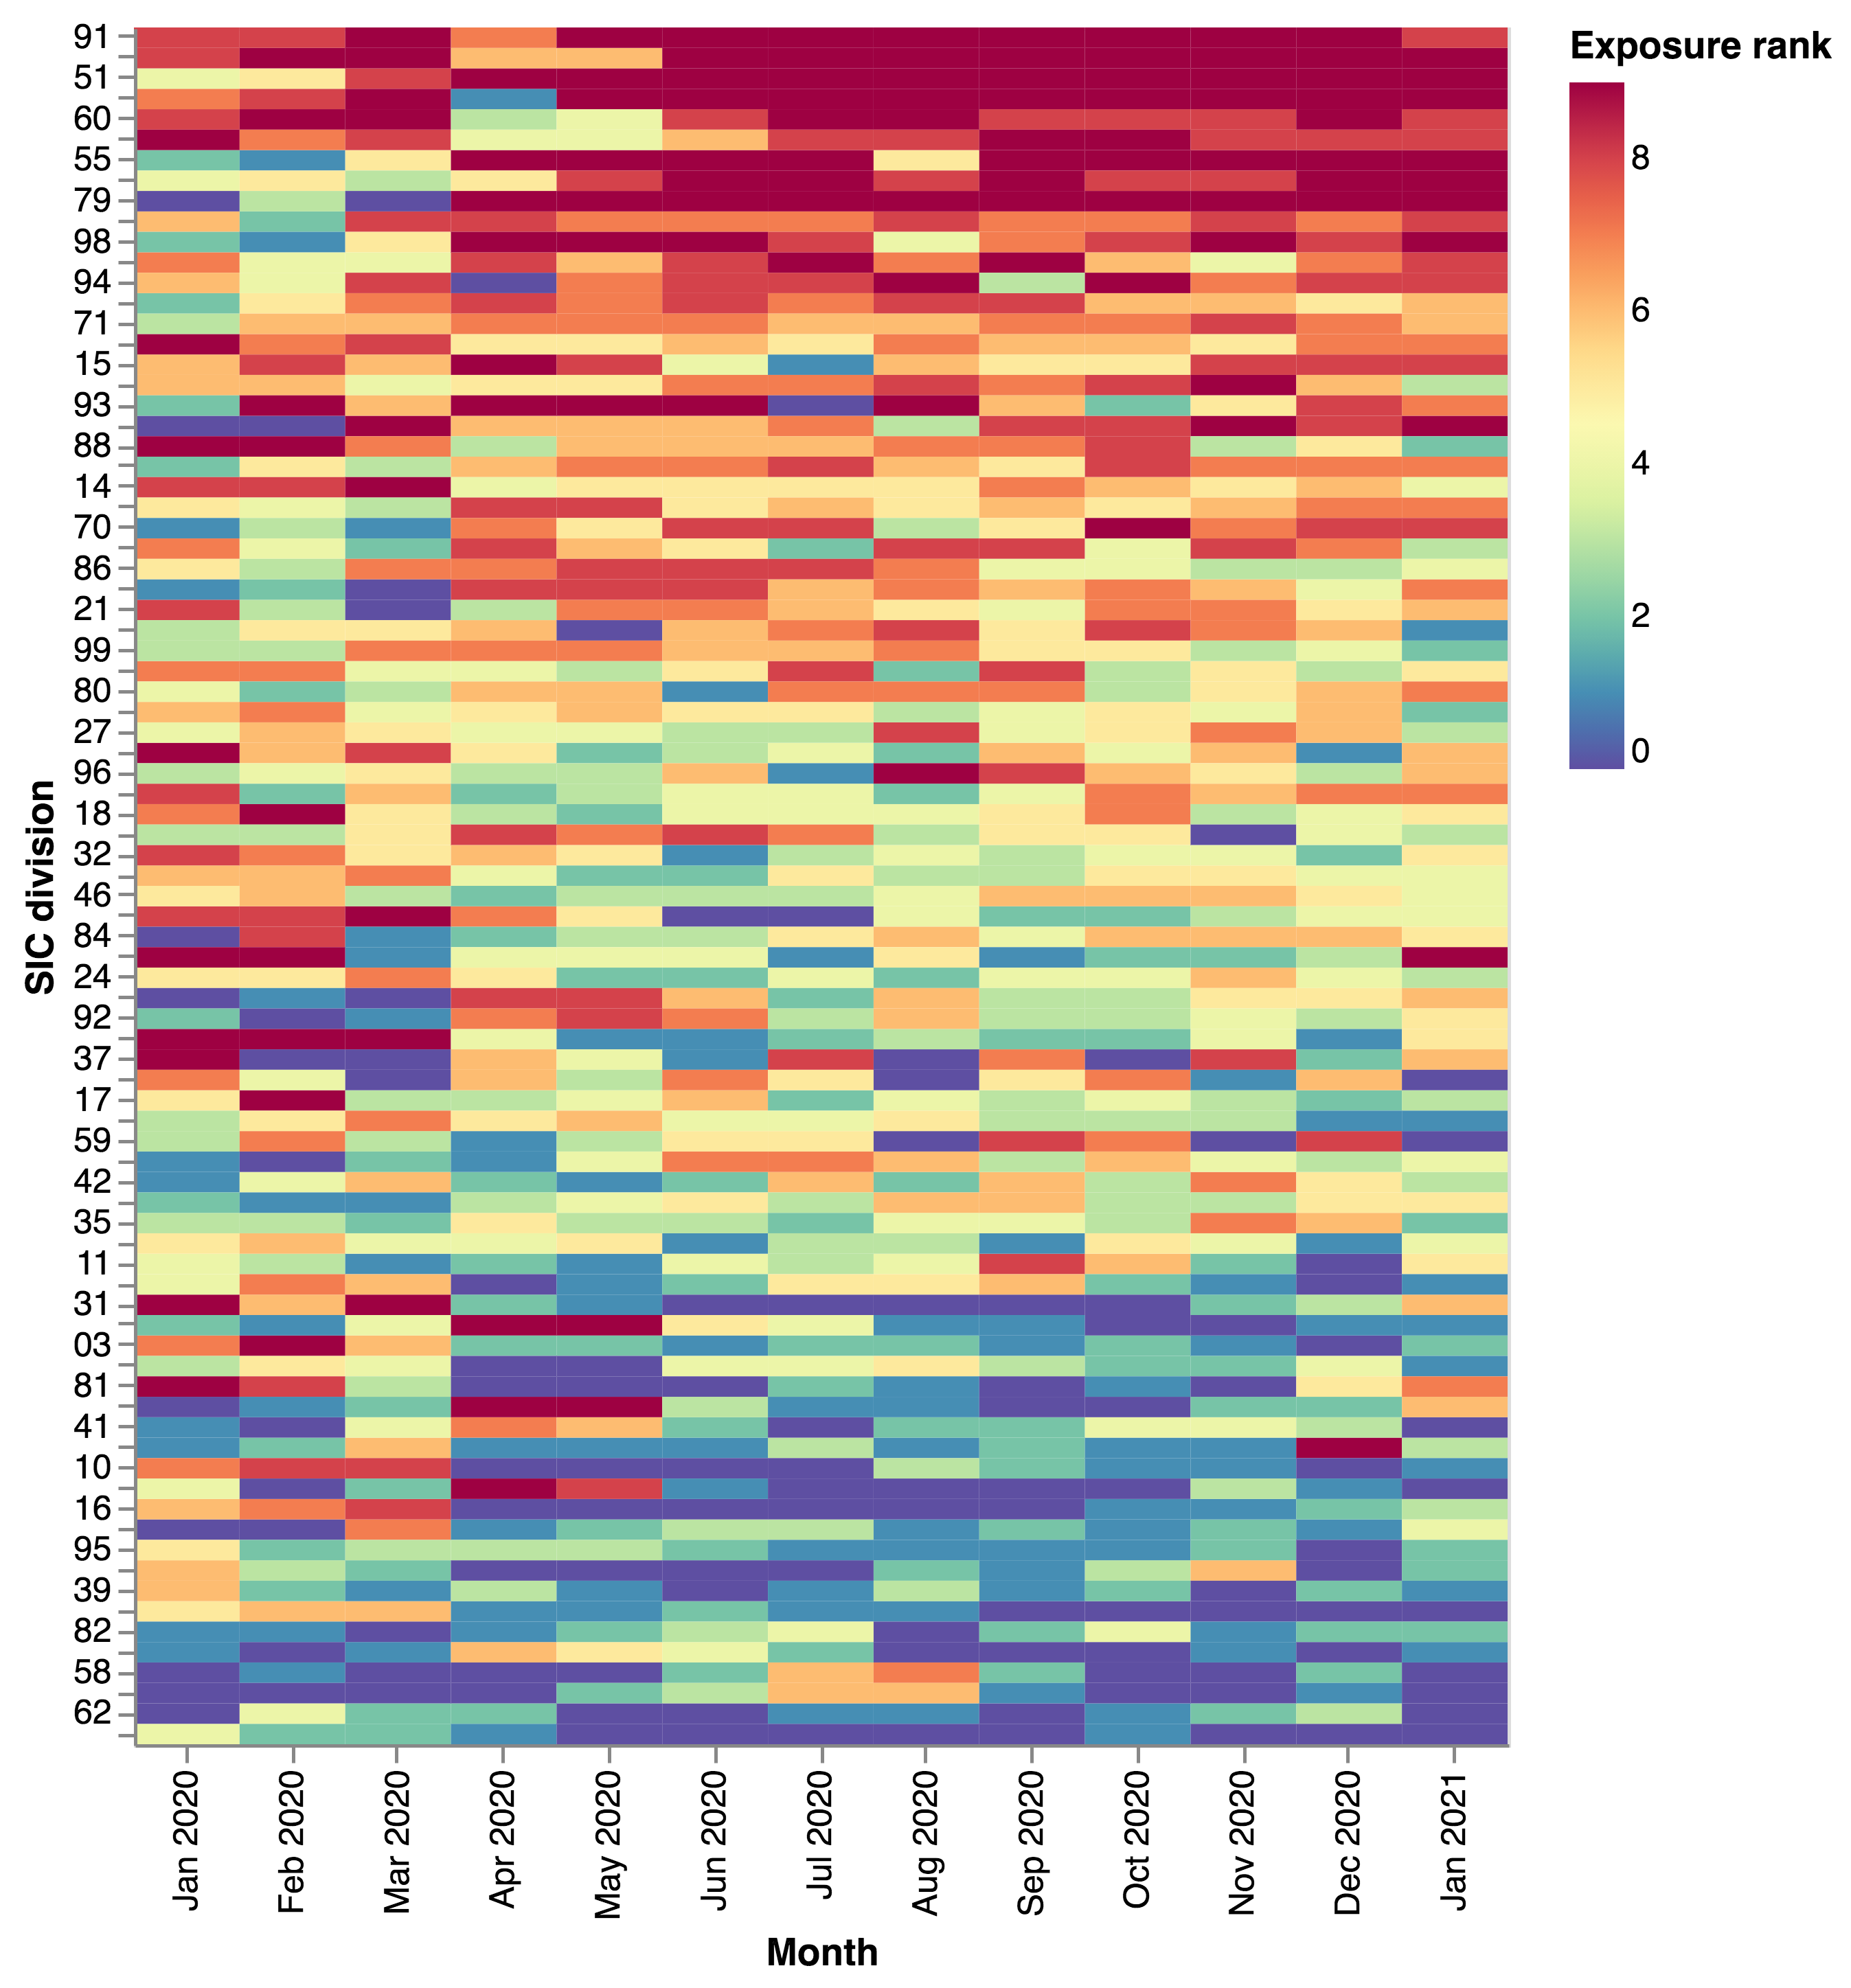 Exposure rank
8
6
4
2
0
SIC division
91
51
60
55
79
98
94
71
15
93
88
14
70
86
21
99
80
27
96
18
32
46
84
24
92
37
17
59
42
35
11
31
03
81
41
10
16
95
39
82
58
62
Jan 2020
Feb 2020
Mar 2020
Apr 2020
May 2020
Jun 2020
Jul 2020
Aug 2020
Sep 2020
Oct 2020
Nov 2020
Dec 2020
Jan 2021
Month